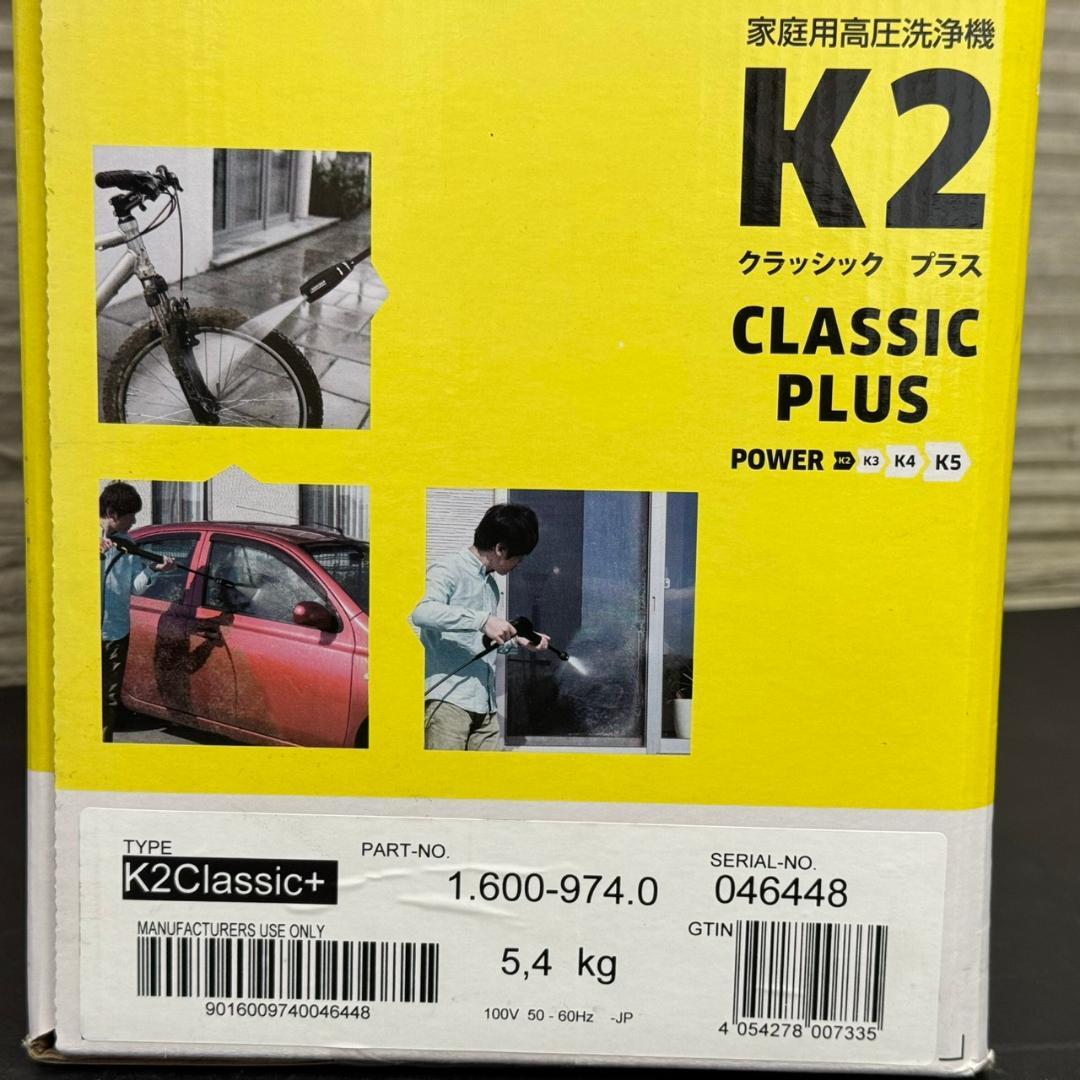 家庭用高圧洗浄機
K2
クラッシック プラス
CLASSIC
PLUS
POWER K2 K3 K4 K5
TYPE
K2Classic+
PART-NO.
1.600-974.0
SERIAL-NO.
046448
MANUFACTURERS USE ONLY
9016009740046448
5,4 kg
100V 50 - 60Hz -JP
GTIN
4 054278 007335